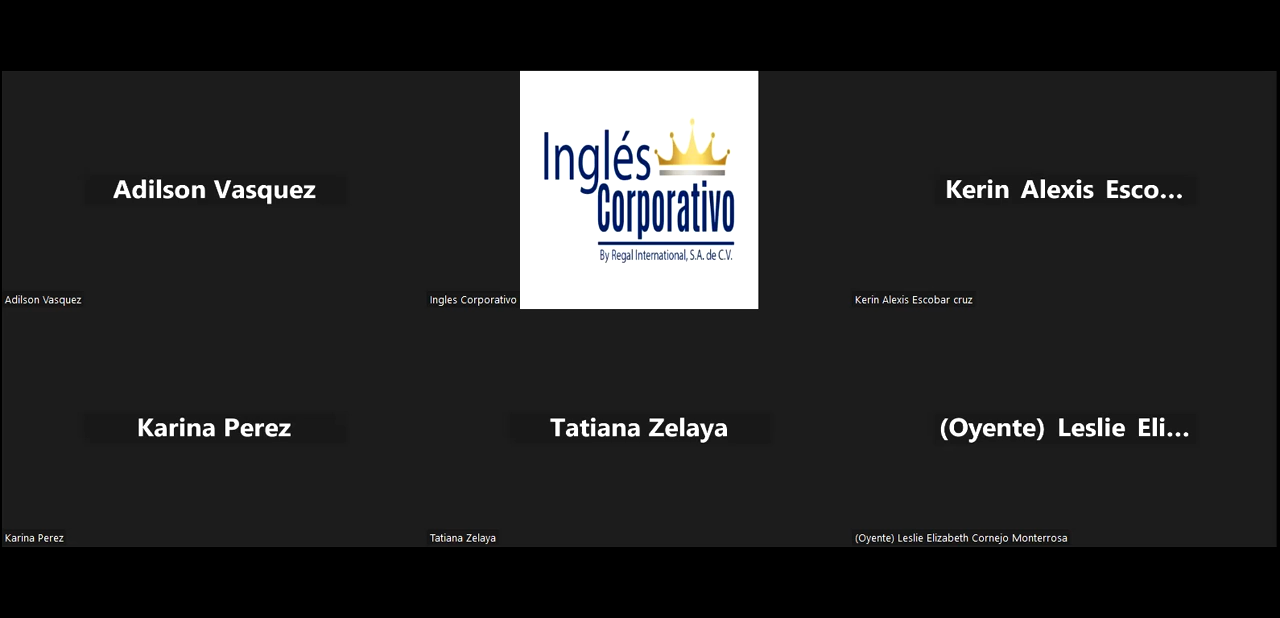 Adilson Vasquez
Adilson Vasquez
Inglés
Corporativo
By Regal International, S.A. de C.V.
Ingles Corporativo
Kerin Alexis Esco...
Kerin Alexis Escobar cruz
Karina Perez
Karina Perez
Tatiana Zelaya
Tatiana Zelaya
(Oyente) Leslie Eli...
(Oyente) Leslie Elizabeth Cornejo Monterrosa